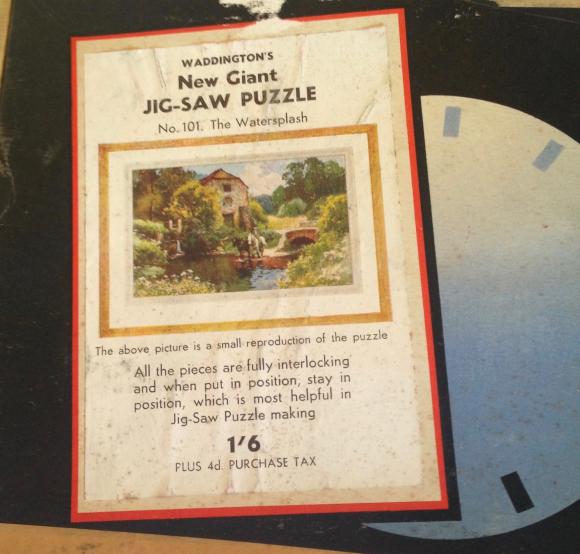 WADDINGTON'S
New Giant
JIG-SAW PUZZLE
No. 101. The Watersplash
The above picture is a small reproduction of the puzzle
All the pieces are fully interlocking
and when put in position, stay in
position, which is most helpful in
Jig-Saw Puzzle making
1'6
PLUS 4d. PURCHASE TAX